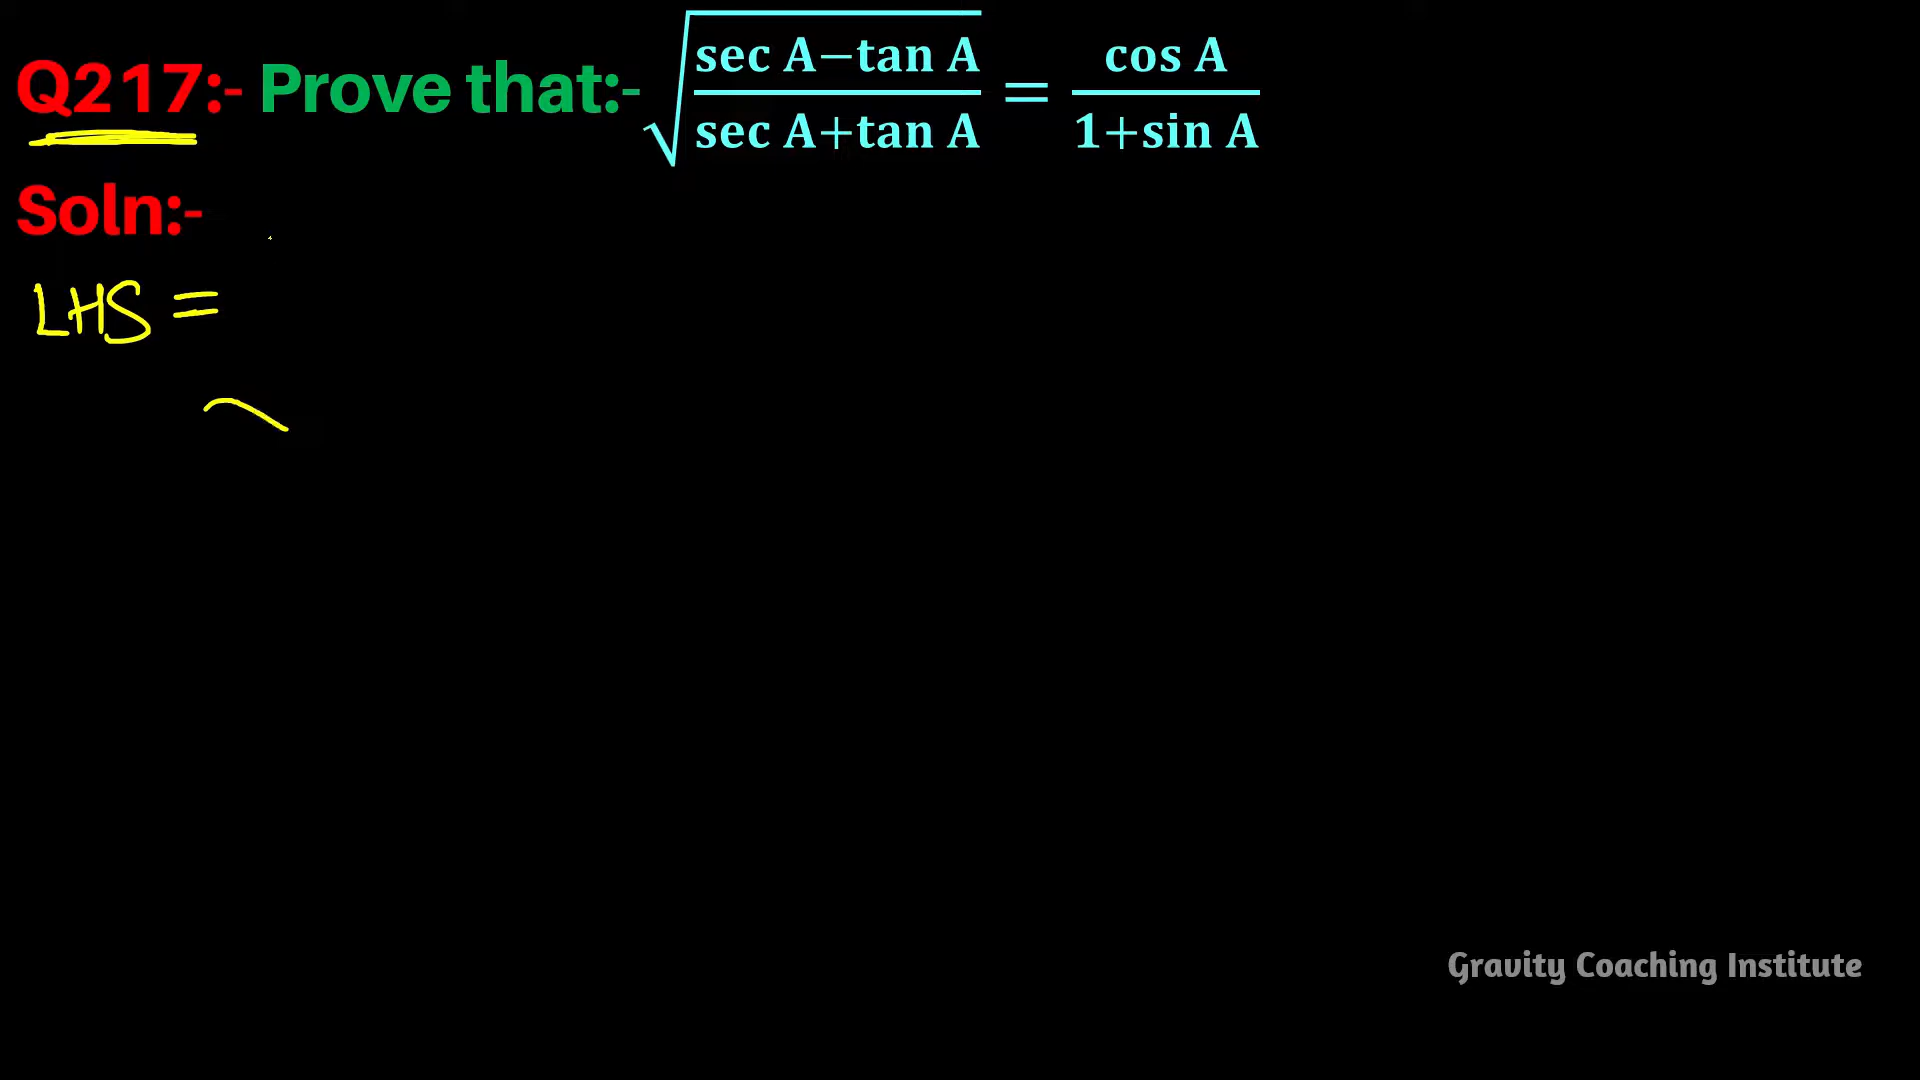 Q217:- Prove that:- √((sec A−tan A)/(sec A+tan A)) = (cos A)/(1+sin A)
Soln:-
LHS =
Gravity Coaching Institute